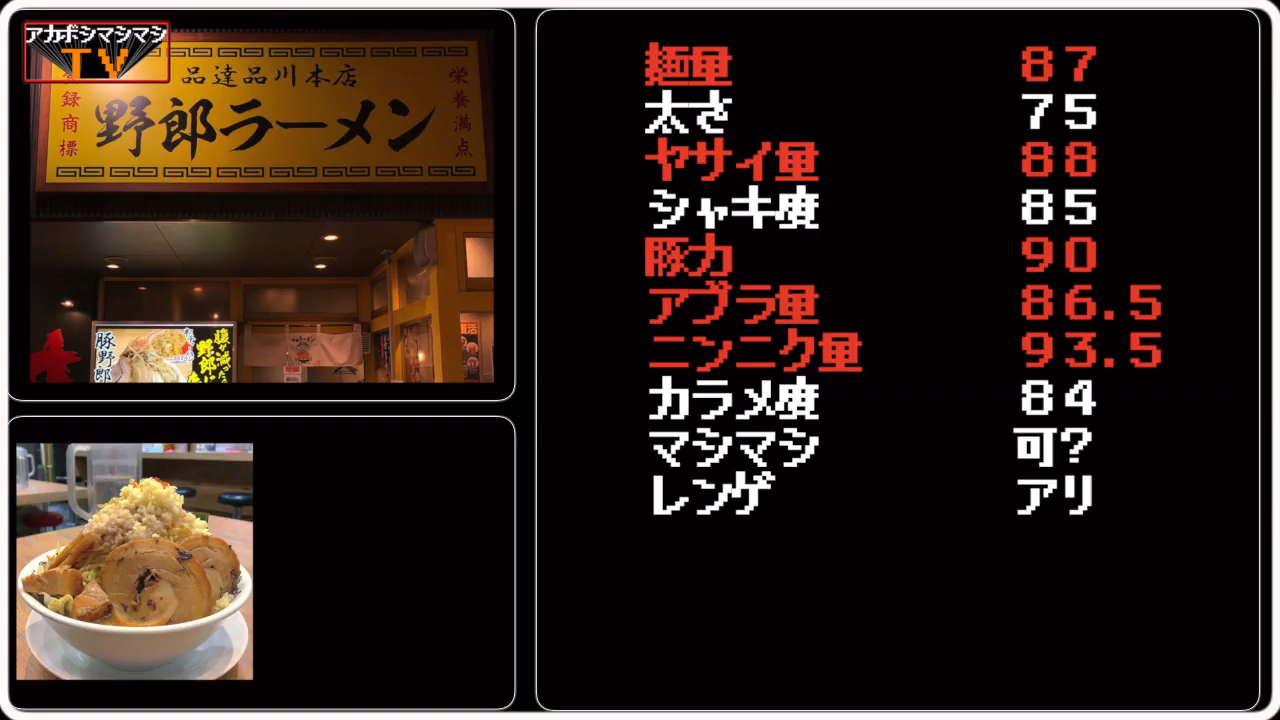 アカボシマシマシ
TV
品達品川本店
野郎ラーメン
録商標
栄養満点
豚野郎
麺量 87
太さ 75
ヤサイ量 88
シャキ度 85
豚力 90
アブラ量 86.5
ニンニク量 93.5
カラメ度 84
マシマシ 可?
レンゲ アリ